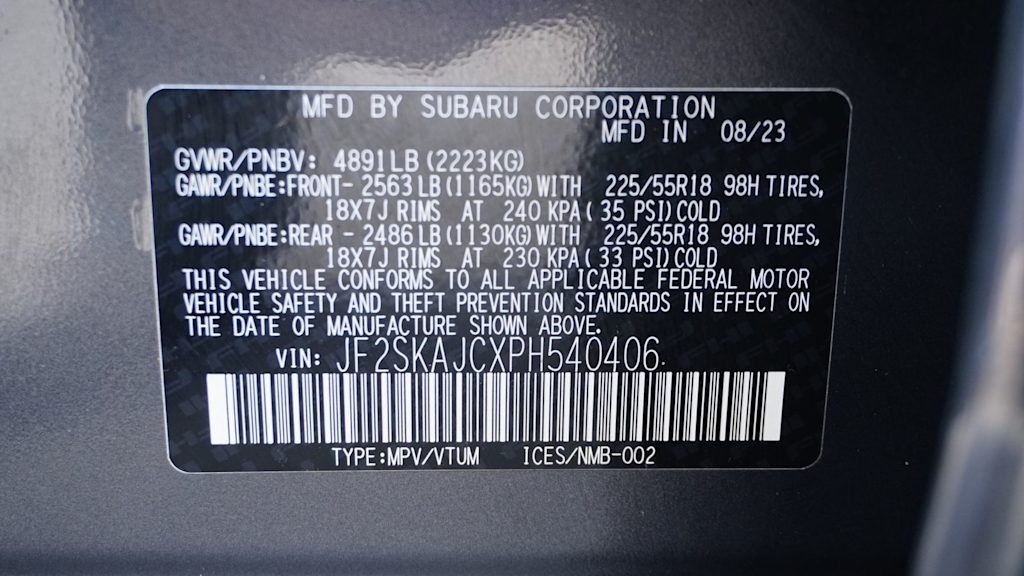 MFD BY SUBARU CORPORATION
MFD IN 08/23
GVWR/PNBV: 4891LB (2223KG)
GAWR/PNBE:FRONT- 2563 LB (1165KG) WITH 225/55R18 98H TIRES,
18X7J RIMS AT 240 KPA ( 35 PSI) COLD
GAWR/PNBE:REAR - 2486 LB (1130KG) WITH 225/55R18 98H TIRES,
18X7J RIMS AT 230 KPA ( 33 PSI) COLD
THIS VEHICLE CONFORMS TO ALL APPLICABLE FEDERAL MOTOR
VEHICLE SAFETY AND THEFT PREVENTION STANDARDS IN EFFECT ON
THE DATE OF MANUFACTURE SHOWN ABOVE.
VIN: JF2SKAJCXPH540406
TYPE:MPV/VTUM ICES/NMB-002